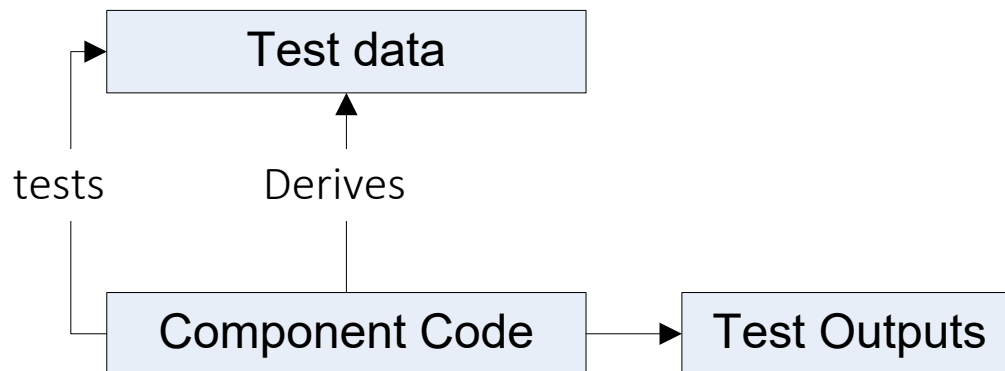 Test data
tests
Derives
Component Code
Test Outputs